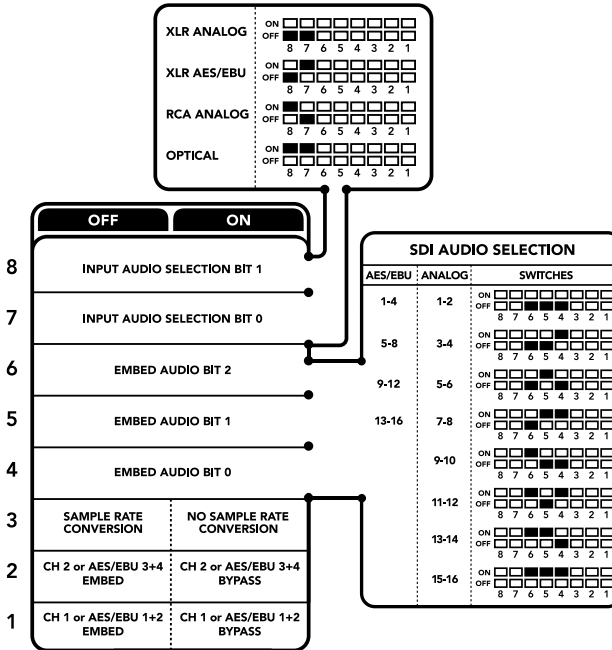 XLR ANALOG
ON
OFF
8 7 6 5 4 3 2 1
XLR AES/EBU
ON
OFF
8 7 6 5 4 3 2 1
RCA ANALOG
ON
OFF
8 7 6 5 4 3 2 1
OPTICAL
ON
OFF
8 7 6 5 4 3 2 1
OFF ON
8 INPUT AUDIO SELECTION BIT 1
7 INPUT AUDIO SELECTION BIT 0
6 EMBED AUDIO BIT 2
5 EMBED AUDIO BIT 1
4 EMBED AUDIO BIT 0
3
SAMPLE RATE
CONVERSION
NO SAMPLE RATE
CONVERSION
2
CH 2 or AES/EBU 3+4
EMBED
CH 2 or AES/EBU 3+4
BYPASS
1
CH 1 or AES/EBU 1+2
EMBED
CH 1 or AES/EBU 1+2
BYPASS
SDI AUDIO SELECTION
AES/EBU ANALOG SWITCHES
1-4 1-2
ON
OFF
8 7 6 5 4 3 2 1
5-8 3-4
ON
OFF
8 7 6 5 4 3 2 1
9-12 5-6
ON
OFF
8 7 6 5 4 3 2 1
13-16 7-8
ON
OFF
8 7 6 5 4 3 2 1
9-10
ON
OFF
8 7 6 5 4 3 2 1
11-12
ON
OFF
8 7 6 5 4 3 2 1
13-14
ON
OFF
8 7 6 5 4 3 2 1
15-16
ON
OFF
8 7 6 5 4 3 2 1